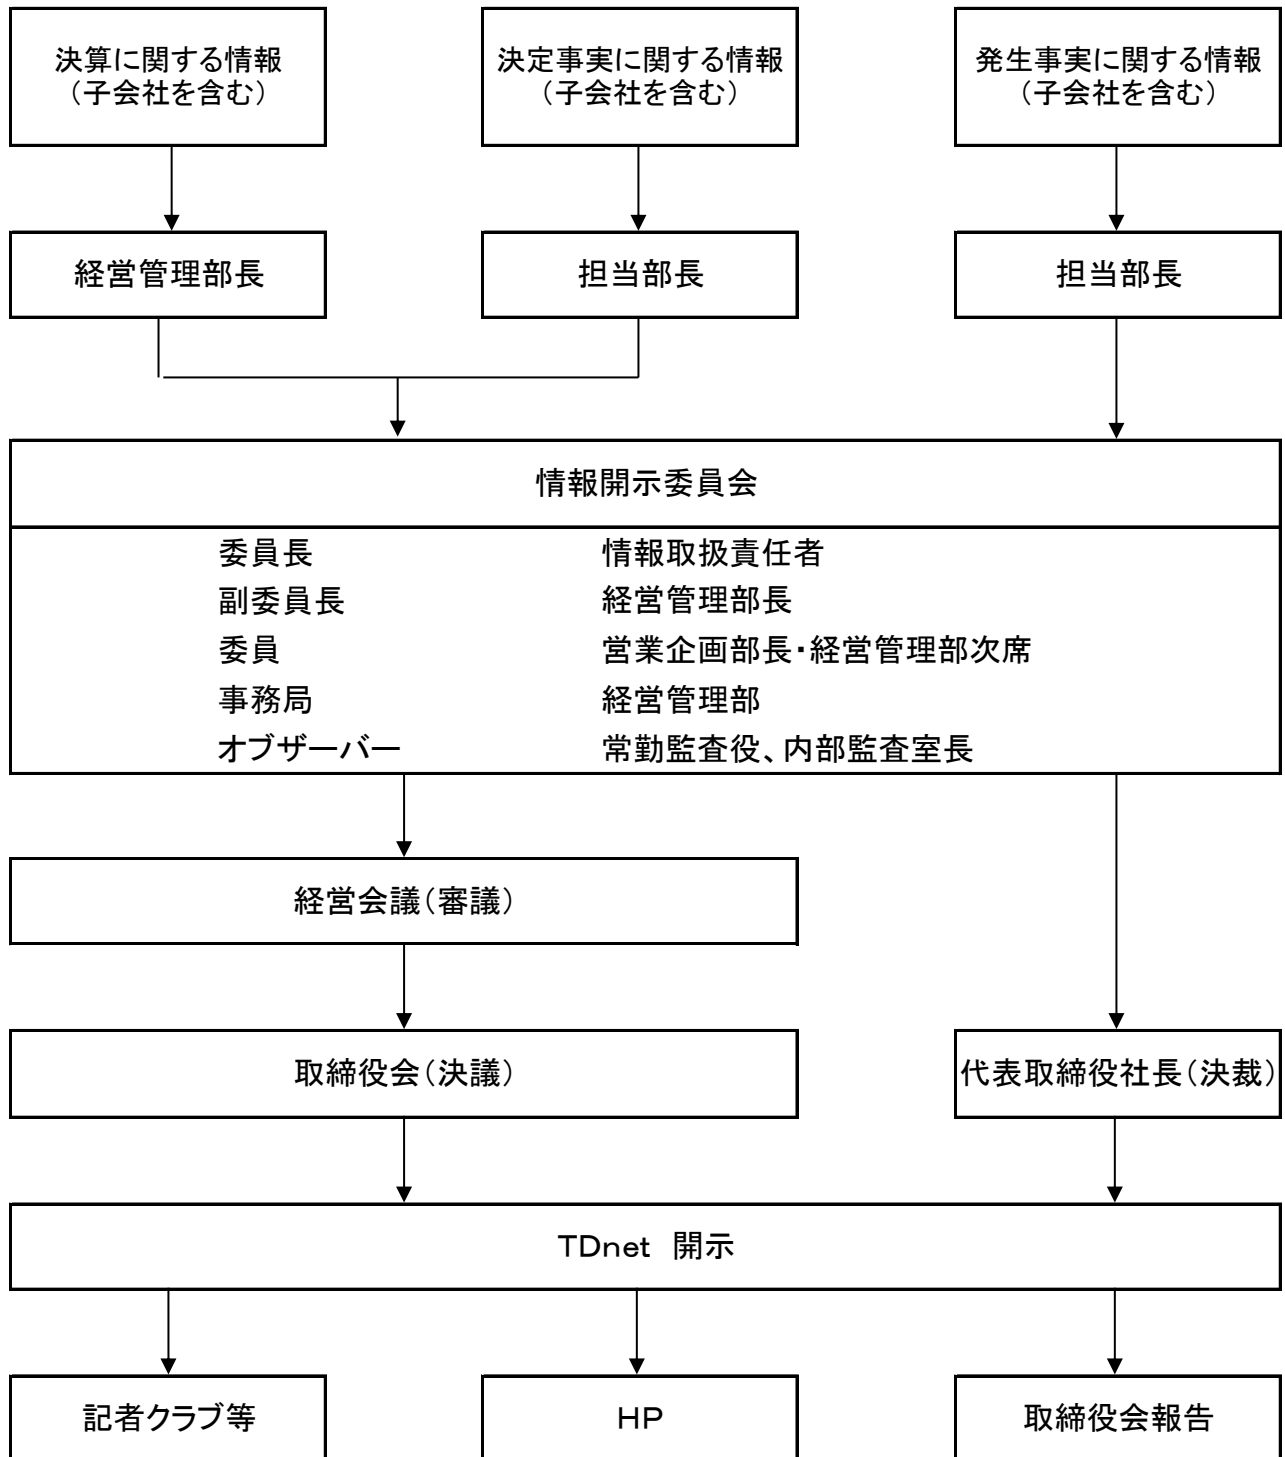 決算に関する情報
（子会社を含む）
決定事実に関する情報
（子会社を含む）
発生事実に関する情報
（子会社を含む）
経営管理部長
担当部長
担当部長
情報開示委員会
委員長 情報取扱責任者
副委員長 経営管理部長
委員 営業企画部長・経営管理部次席
事務局 経営管理部
オブザーバー 常勤監査役、内部監査室長
経営会議（審議）
取締役会（決議）
代表取締役社長（決裁）
TDnet 開示
記者クラブ等
HP
取締役会報告